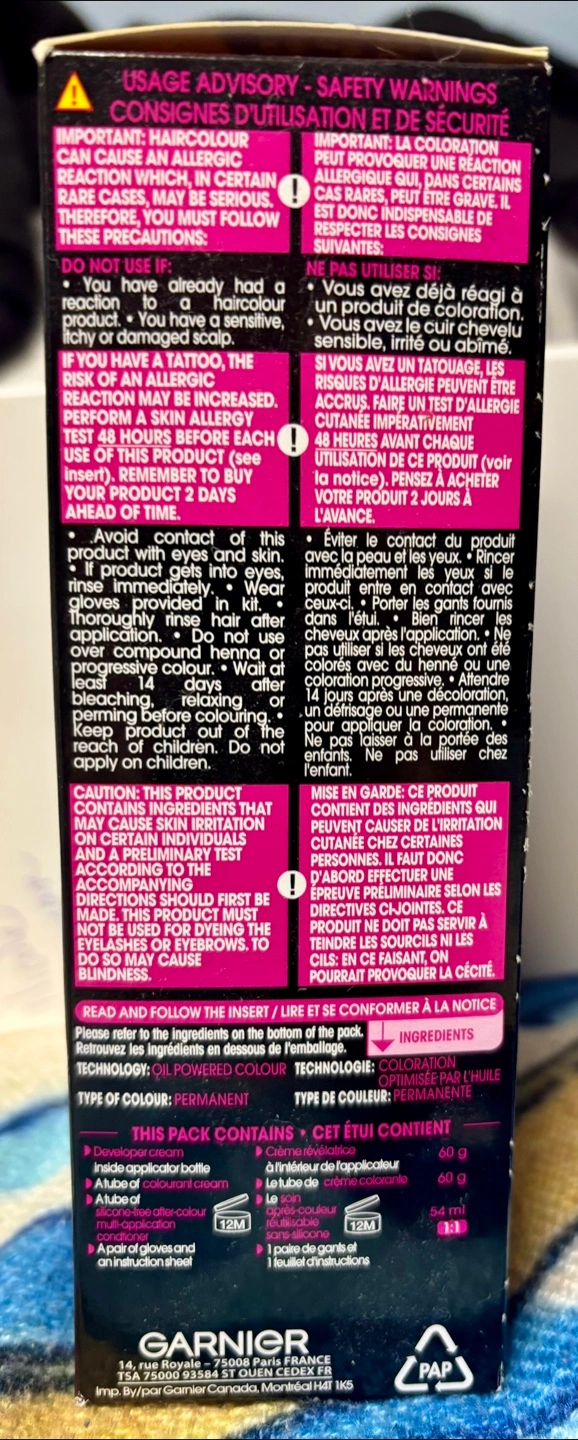 USAGE ADVISORY - SAFETY WARNINGS
CONSIGNES D'UTILISATION ET DE SÉCURITÉ
IMPORTANT: HAIRCOLOUR
CAN CAUSE AN ALLERGIC
REACTION WHICH, IN CERTAIN
RARE CASES, MAY BE SERIOUS.
THEREFORE, YOU MUST FOLLOW
THESE PRECAUTIONS:
DO NOT USE IF:
• You have already had a
reaction to a haircolour
product. • You have a sensitive,
itchy or damaged scalp.
IF YOU HAVE A TATTOO, THE
RISK OF AN ALLERGIC
REACTION MAY BE INCREASED.
PERFORM A SKIN ALLERGY
TEST 48 HOURS BEFORE EACH
USE OF THIS PRODUCT (see
insert). REMEMBER TO BUY
YOUR PRODUCT 2 DAYS
AHEAD OF TIME.
• Avoid contact of this
product with eyes and skin.
• If product gets into eyes,
rinse immediately. • Wear
gloves provided in kit. •
Thoroughly rinse hair after
application. • Do not use
over compound henna or
progressive colour. • Wait at
least 14 days after
bleaching, relaxing or
perming before colouring. •
Keep product out of the
reach of children. Do not
apply on children.
CAUTION: THIS PRODUCT
CONTAINS INGREDIENTS THAT
MAY CAUSE SKIN IRRITATION
ON CERTAIN INDIVIDUALS
AND A PRELIMINARY TEST
ACCORDING TO THE
ACCOMPANYING
DIRECTIONS SHOULD FIRST BE
MADE. THIS PRODUCT MUST
NOT BE USED FOR DYEING THE
EYELASHES OR EYEBROWS. TO
DO SO MAY CAUSE
BLINDNESS.
IMPORTANT: LA COLORATION
PEUT PROVOQUER UNE RÉACTION
ALLERGIQUE QUI, DANS CERTAINS
CAS RARES, PEUT ÊTRE GRAVE. IL
EST DONC INDISPENSABLE DE
RESPECTER LES CONSIGNES
SUIVANTES:
NE PAS UTILISER SI:
• Vous avez déjà réagi à
un produit de coloration.
• Vous avez le cuir chevelu
sensible, irrité ou abîmé.
SI VOUS AVEZ UN TATOUAGE, LES
RISQUES D'ALLERGIE PEUVENT ÊTRE
ACCRUS. FAIRE UN TEST D'ALLERGIE
CUTANÉE IMPÉRATIVEMENT
48 HEURES AVANT CHAQUE
UTILISATION DE CE PRODUIT (voir
la notice). PENSEZ À ACHETER
VOTRE PRODUIT 2 JOURS À
L'AVANCE.
• Éviter le contact du produit
avec la peau et les yeux. • Rincer
immédiatement les yeux si le
produit entre en contact avec
ceux-ci. • Porter les gants fournis
dans l'étui. • Bien rincer les
cheveux après l'application. • Ne
pas utiliser si les cheveux ont été
colorés avec du henné ou une
coloration progressive. • Attendre
14 jours après une décoloration,
un défrisage ou une permanente
pour appliquer la coloration. •
Ne pas laisser à la portée des
enfants. Ne pas utiliser chez
l'enfant.
MISE EN GARDE: CE PRODUIT
CONTIENT DES INGRÉDIENTS QUI
PEUVENT CAUSER DE L'IRRITATION
CUTANÉE CHEZ CERTAINES
PERSONNES. IL FAUT DONC
D'ABORD EFFECTUER UNE
ÉPREUVE PRÉLIMINAIRE SELON LES
DIRECTIVES CI-JOINTES. CE
PRODUIT NE DOIT PAS SERVIR À
TEINDRE LES SOURCILS NI LES
CILS: EN CE FAISANT, ON
POURRAIT PROVOQUER LA CÉCITÉ.
READ AND FOLLOW THE INSERT / LIRE ET SE CONFORMER À LA NOTICE
Please refer to the ingredients on the bottom of the pack.
Retrouvez les ingrédients en dessous de l'emballage.
INGREDIENTS
TECHNOLOGY: OIL POWERED COLOUR
TECHNOLOGIE: COLORATION
OPTIMISÉE PAR L'HUILE
TYPE OF COLOUR: PERMANENT
TYPE DE COULEUR: PERMANENTE
THIS PACK CONTAINS • CET ÉTUI CONTIENT
Developer cream
inside applicator bottle
A tube of colourant cream
A tube of
silicone-free after-colour
multi-application
conditioner
12M
A pair of gloves and
an instruction sheet
Crème révélatrice 60 g
à l'intérieur de l'applicateur
Le tube de crème colorante 60 g
Le soin
après-couleur 54 ml
réutilisable 1:1
sans-silicone
12M
1 paire de gants et
1 feuillet d'instructions
GARNIER
14, rue Royale – 75008 Paris FRANCE
TSA 75000 93584 ST OUEN CEDEX FR
Imp. By/par Garnier Canada, Montréal H4T 1K5
PAP